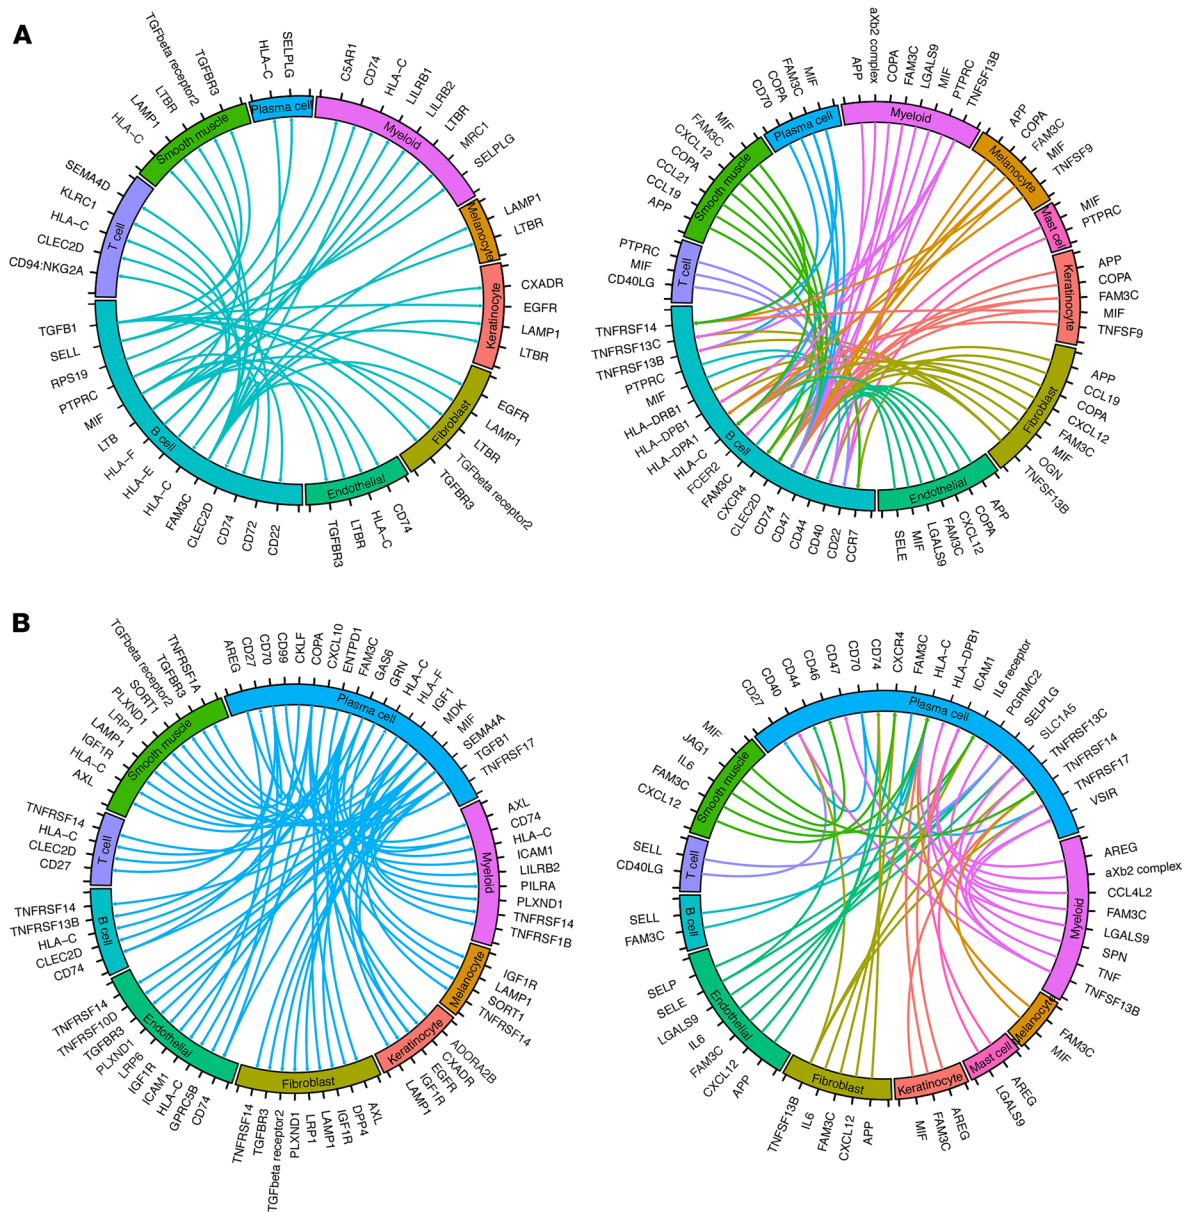 A
TGFbeta receptor2
TGFBR3
LTBR
LAMP1
HLA-C
Smooth muscle
HLA-C
SELPLG
Plasma cell
C5AR1
CD74
HLA-C
LILRB1
LILRB2
LTBR
MRC1
SELPLG
Myeloid
LAMP1
LTBR
Melanocyte
CXADR
EGFR
LAMP1
LTBR
Keratinocyte
EGFR
LAMP1
LTBR
TGFbeta receptor2
TGFBR3
Fibroblast
CD74
HLA-C
LTBR
TGFBR3
Endothelial
CD22
CD72
CD74
CLEC2D
FAM3C
HLA-C
HLA-E
HLA-F
LTB
MIF
PTPRC
RPS19
SELL
TGFB1
B cell
CD94:NKG2A
CLEC2D
HLA-C
KLRC1
SEMA4D
T cell
CD70
COPA
FAM3C
MIF
Plasma cell
APP
aXb2 complex
COPA
FAM3C
LGALS9
MIF
PTPRC
TNFSF13B
Myeloid
APP
COPA
FAM3C
MIF
TNFSF9
Melanocyte
MIF
PTPRC
Mast cell
APP
COPA
FAM3C
MIF
TNFSF9
Keratinocyte
APP
CCL19
COPA
CXCL12
FAM3C
MIF
OGN
TNFSF13B
Fibroblast
APP
COPA
CXCL12
FAM3C
LGALS9
MIF
SELE
Endothelial
CCR7
CD22
CD40
CD44
CD47
CD74
CLEC2D
CXCR4
FAM3C
FCER2
HLA-C
HLA-DPA1
HLA-DPB1
HLA-DRB1
MIF
PTPRC
TNFRSF13B
TNFRSF13C
TNFRSF14
B cell
CD40LG
MIF
PTPRC
T cell
APP
CCL19
CCL21
COPA
CXCL12
FAM3C
MIF
Smooth muscle
B
AREG
CD27
CD70
CD99
CKLF
COPA
CXCL10
ENTPD1
FAM3C
GAS6
GRN
HLA-C
HLA-F
IGF1
MDK
MIF
SEMA4A
TGFB1
TNFRSF17
Plasma cell
AXL
CD74
HLA-C
ICAM1
LILRB2
PILRA
PLXND1
TNFRSF14
TNFRSF1B
Myeloid
IGF1R
LAMP1
SORT1
TNFRSF14
Melanocyte
ADORA2B
CXADR
EGFR
IGF1R
LAMP1
Keratinocyte
AXL
DPP4
IGF1R
LAMP1
LRP1
PLXND1
TGFbeta receptor2
TGFBR3
TNFRSF14
Fibroblast
CD74
GPRC5B
HLA-C
ICAM1
IGF1R
LRP6
PLXND1
TGFBR3
TNFRSF10D
TNFRSF14
Endothelial
CD74
CLEC2D
HLA-C
TNFRSF13B
TNFRSF14
B cell
CD27
CLEC2D
HLA-C
TNFRSF14
T cell
AXL
HLA-C
IGF1R
LAMP1
LRP1
PLXND1
SORT1
TGFbeta receptor2
TGFBR3
TNFRSF1A
Smooth muscle
CD27
CD40
CD44
CD46
CD47
CD70
CD74
CXCR4
FAM3C
HLA-C
HLA-DPB1
ICAM1
IL6 receptor
PGRMC2
SELPLG
SLC1A5
TNFRSF13C
TNFRSF14
TNFRSF17
VSIR
Plasma cell
AREG
aXb2 complex
CCL4L2
FAM3C
LGALS9
SPN
TNF
TNFSF13B
Myeloid
FAM3C
MIF
Melanocyte
AREG
LGALS9
Mast cell
AREG
FAM3C
MIF
Keratinocyte
APP
CXCL12
FAM3C
IL6
TNFSF13B
Fibroblast
APP
CXCL12
FAM3C
IL6
LGALS9
SELE
SELP
Endothelial
FAM3C
SELL
B cell
CD40LG
SELL
T cell
CXCL12
FAM3C
IL6
JAG1
MIF
Smooth muscle